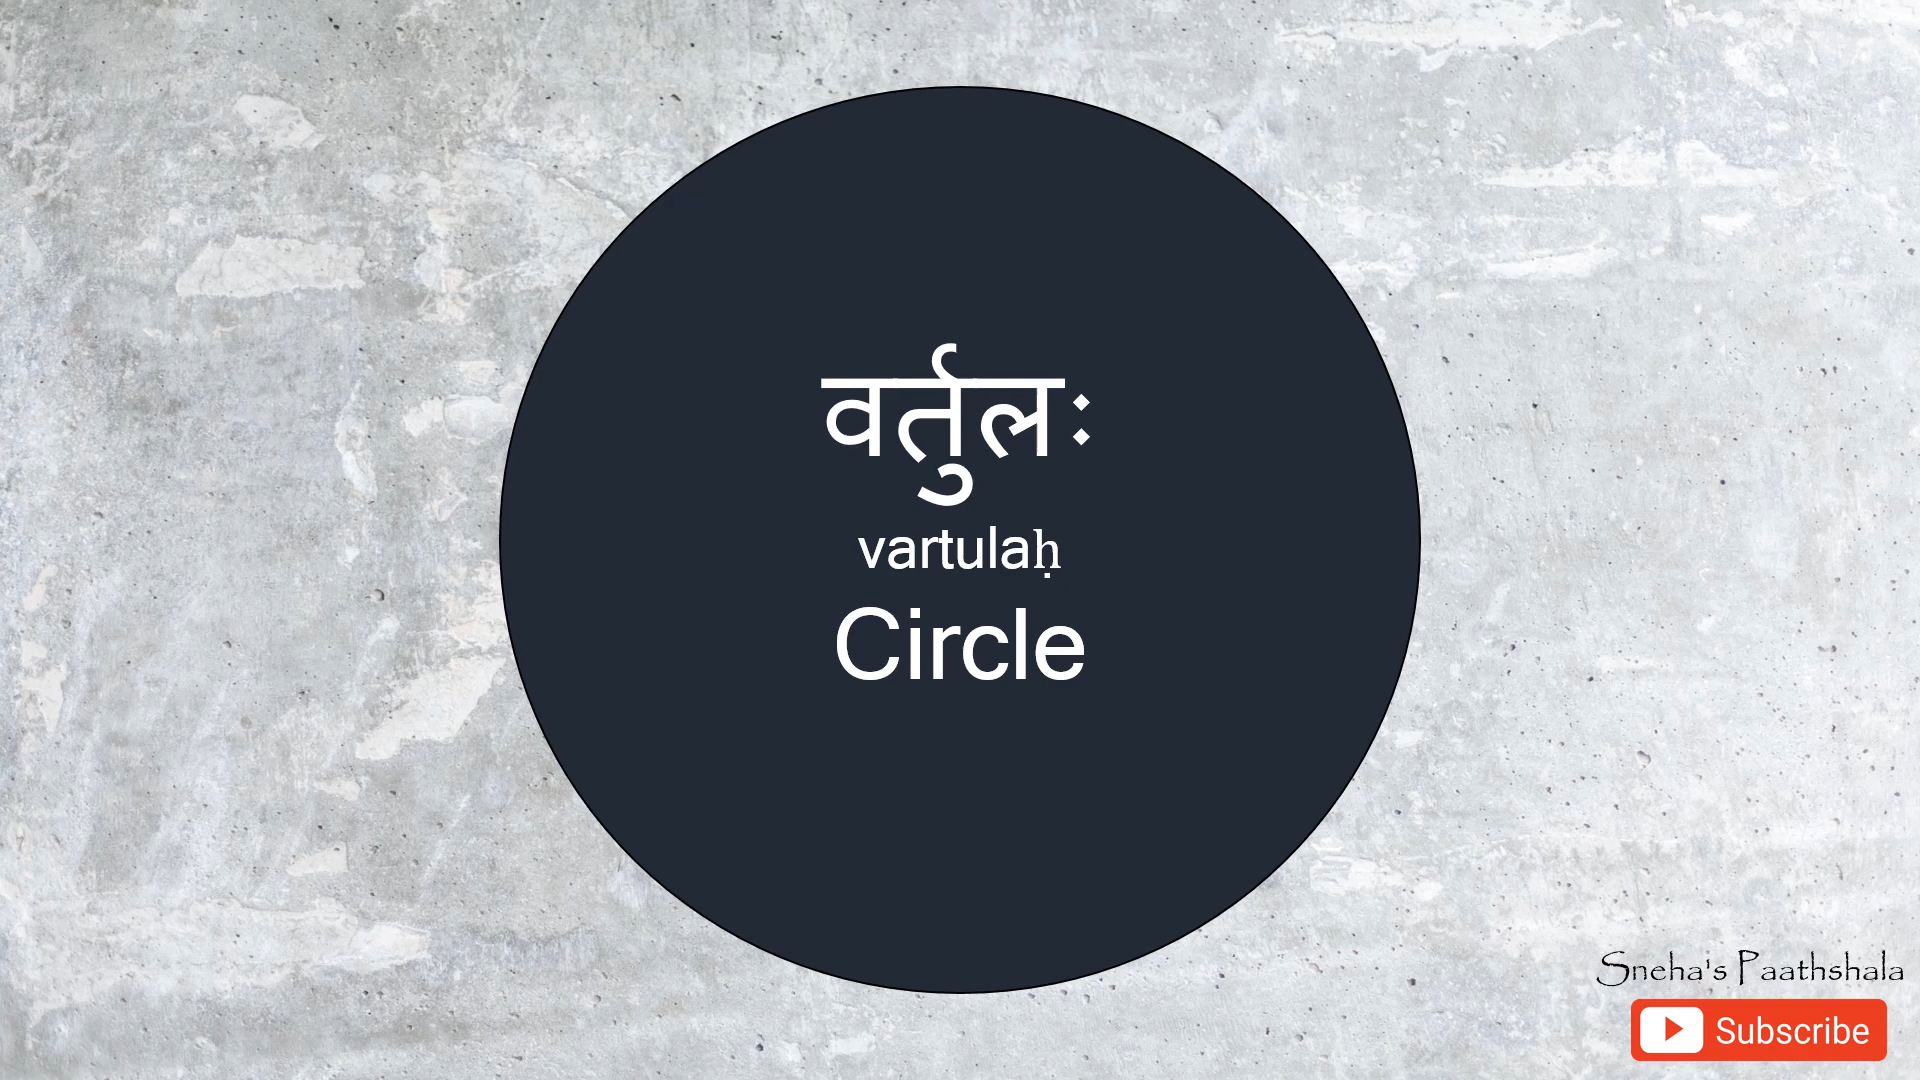 वर्तुलः
vartulaḥ
Circle
Sneha's Paathshala
Subscribe